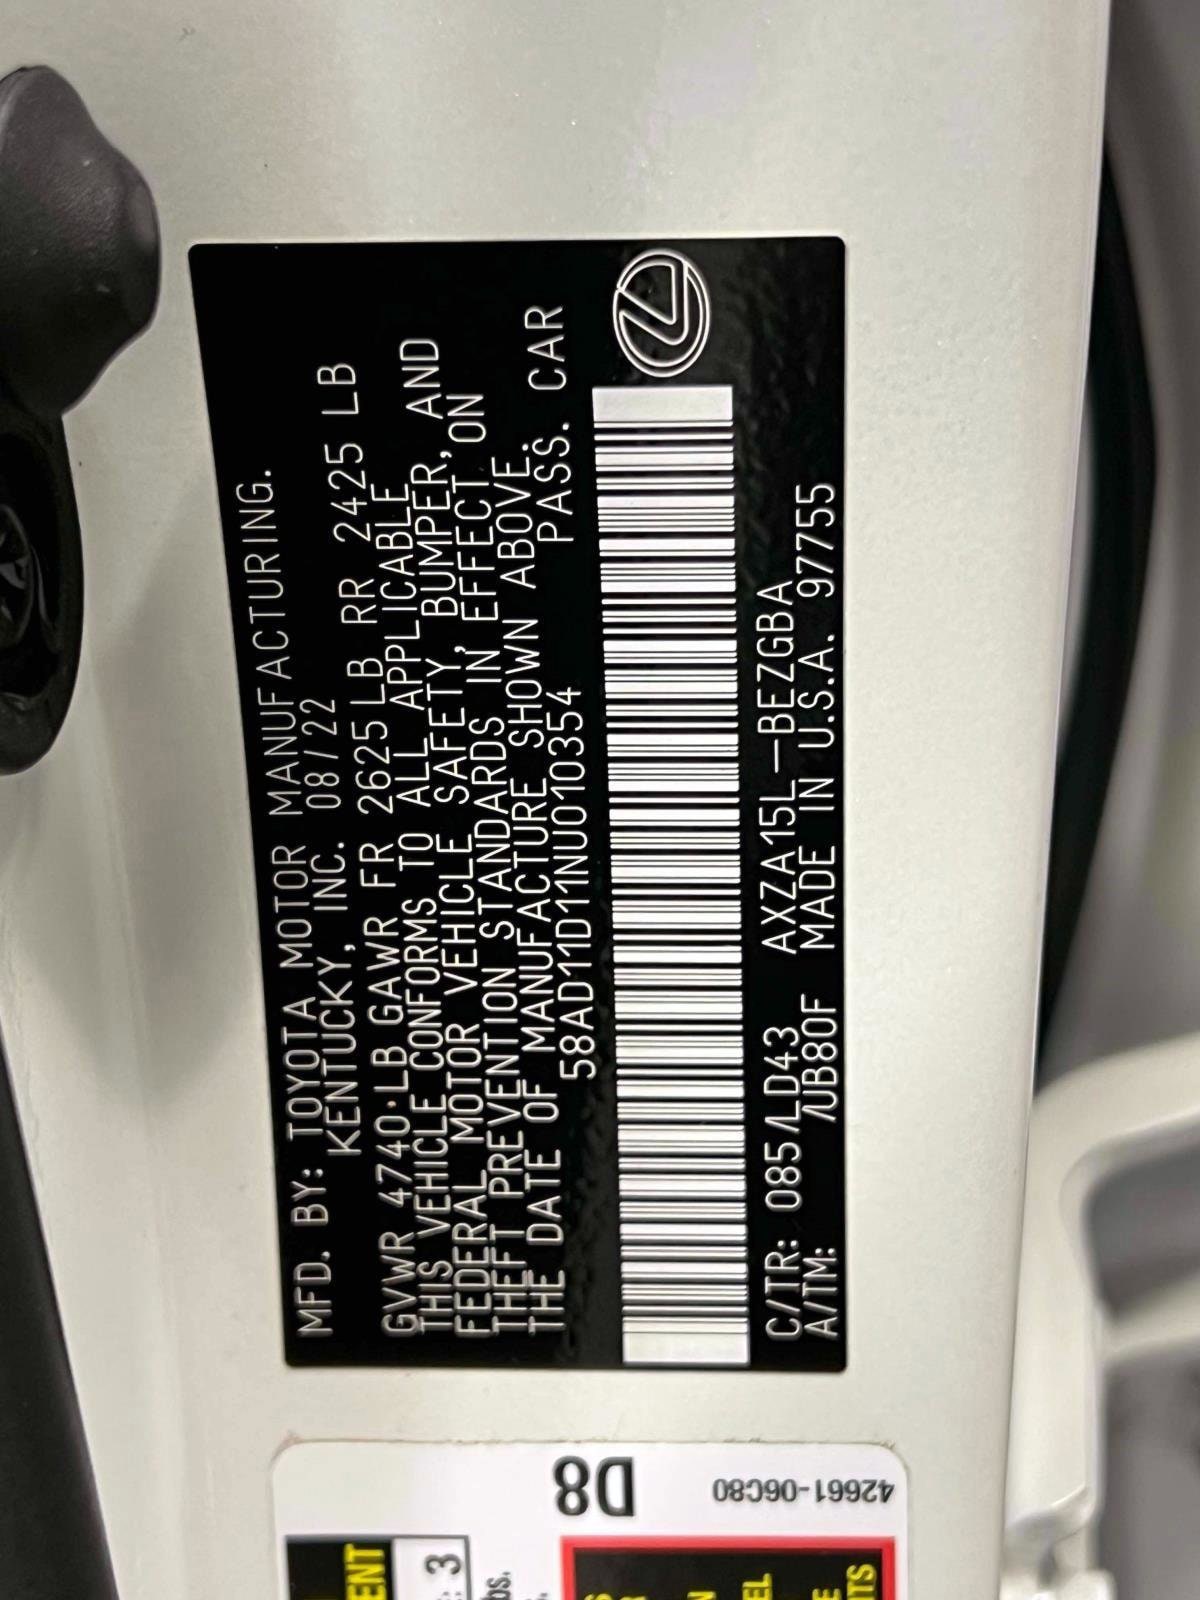 MFD. BY: TOYOTA MOTOR MANUFACTURING.
KENTUCKY, INC. 08/22
GVWR 4740 LB GAWR FR 2625LB RR 2425 LB
THIS VEHICLE CONFORMS TO ALL APPLICABLE
FEDERAL MOTOR VEHICLE SAFETY, BUMPER, AND
THEFT PREVENTION STANDARDS IN EFFECT ON
THE DATE OF MANUFACTURE SHOWN ABOVE.
58AD11D11NU010354 PASS. CAR
C/TR: 085/LD43 AXZA15L-BEZGBA
A/TM: /UB80F MADE IN U.S.A. 97755
D8
42661-06C80
3